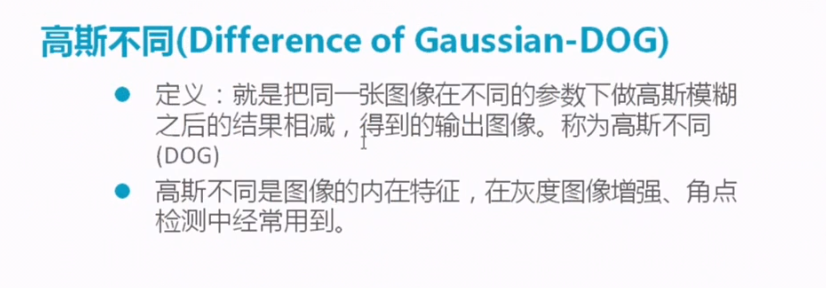 高斯不同(Difference of Gaussian-DOG)
定义：就是把同一张图像在不同的参数下做高斯模糊
之后的结果相减，得到的输出图像。称为高斯不同
(DOG)
高斯不同是图像的内在特征，在灰度图像增强、角点
检测中经常用到。